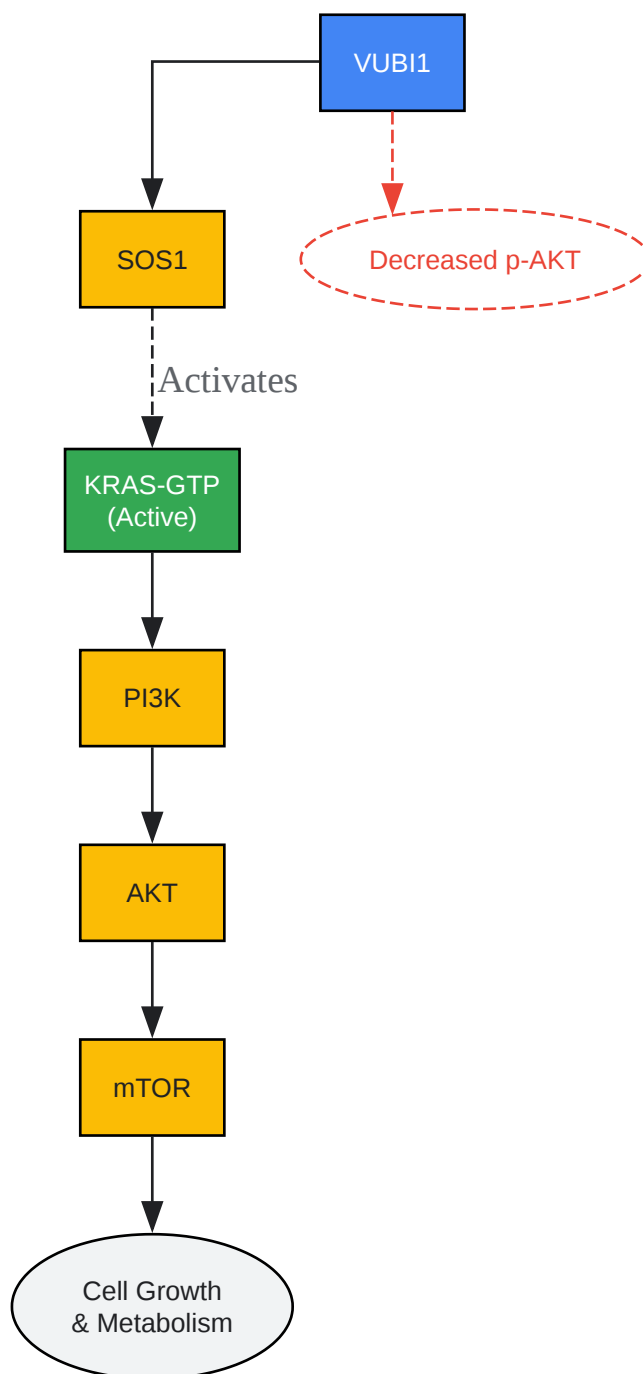 VUBI1
SOS1
Decreased p-AKT
Activates
KRAS-GTP
(Active)
PI3K
AKT
mTOR
Cell Growth
& Metabolism